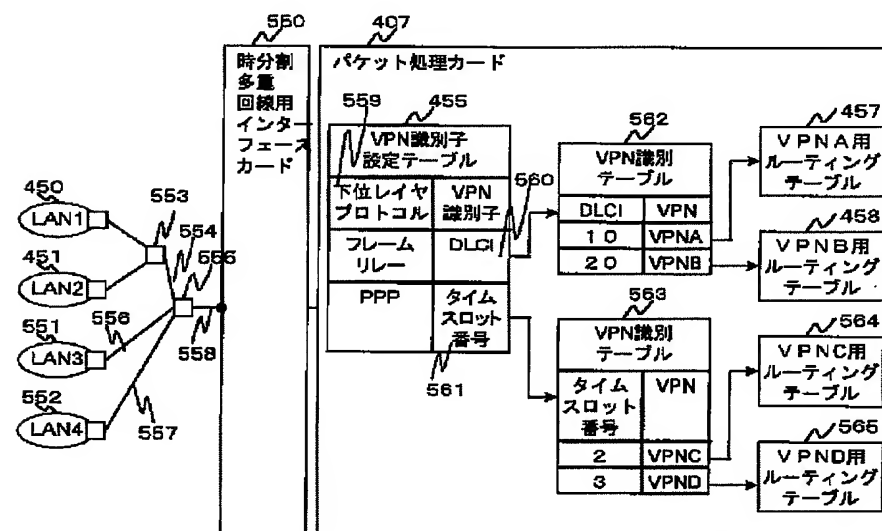 550
407
時分割
多重
回線用
インター
フェース
カード
パケット処理カード
559
455
VPN識別子
設定テーブル
下位レイヤ
プロトコル
VPN
識別子
フレーム
リレー
DLCI
PPP
タイム
スロット
番号
560
561
562
VPN識別
テーブル
DLCI
VPN
10
VPNA
20
VPNB
563
VPN識別
テーブル
タイム
スロット
番号
VPN
2
VPNC
3
VPND
457
VPNA用
ルーティング
テーブル
458
VPNB用
ルーティング
テーブル
564
VPNC用
ルーティング
テーブル
565
VPND用
ルーティング
テーブル
450
LAN1
451
LAN2
551
LAN3
552
LAN4
553
554
556
557
558